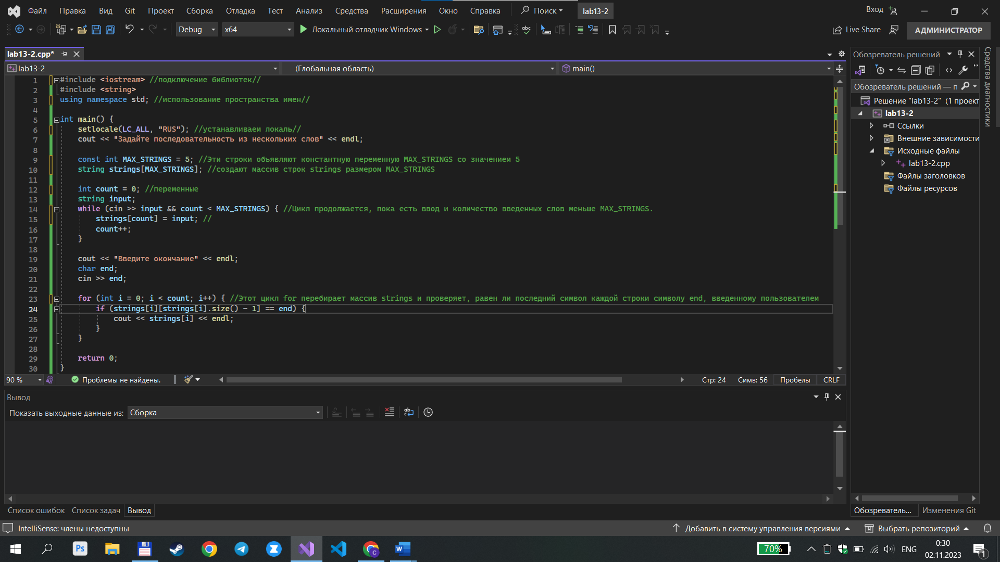 Файл Правка Вид Git Проект Сборка Отладка Тест Анализ Средства Расширения Окно Справка Поиск lab13-2 Вход
Debug x64 Локальный отладчик Windows Live Share АДМИНИСТРАТОР
lab13-2.cpp*
lab13-2 (Глобальная область) main()
1 #include <iostream> //подключение библиотек//
2 #include <string>
3 using namespace std; //использование пространства имен//
4
5 int main() {
6 setlocale(LC_ALL, "RUS"); //устанавливаем локаль//
7 cout << "Задайте последовательность из нескольких слов" << endl;
8
9 const int MAX_STRINGS = 5; //Эти строки объявляют константную переменную MAX_STRINGS со значением 5
10 string strings[MAX_STRINGS]; //создают массив строк strings размером MAX_STRINGS
11
12 int count = 0; //переменные
13 string input;
14 while (cin >> input && count < MAX_STRINGS) { //Цикл продолжается, пока есть ввод и количество введенных слов меньше MAX_STRINGS.
15 strings[count] = input; //
16 count++;
17 }
18
19 cout << "Введите окончание" << endl;
20 char end;
21 cin >> end;
22
23 for (int i = 0; i < count; i++) { //Этот цикл for перебирает массив strings и проверяет, равен ли последний символ каждой строки символу end, введенному пользователем
24 if (strings[i][strings[i].size() - 1] == end) {
25 cout << strings[i] << endl;
26 }
27 }
28
29 return 0;
30 }
90 % Проблемы не найдены. Стр: 24 Симв: 56 Пробелы CRLF
Вывод
Показать выходные данные из: Сборка
Список ошибок Список задач Вывод
Обозреватель решений
Обозреватель решений — п
Решение "lab13-2" (1 проект
lab13-2
Ссылки
Внешние зависимости
Исходные файлы
lab13-2.cpp
Файлы заголовков
Файлы ресурсов
Обозреватель... Изменения Git
Средства диагностики
IntelliSense: члены недоступны Добавить в систему управления версиями Выбрать репозиторий
Ps W 70% ENG 0:30
02.11.2023 1